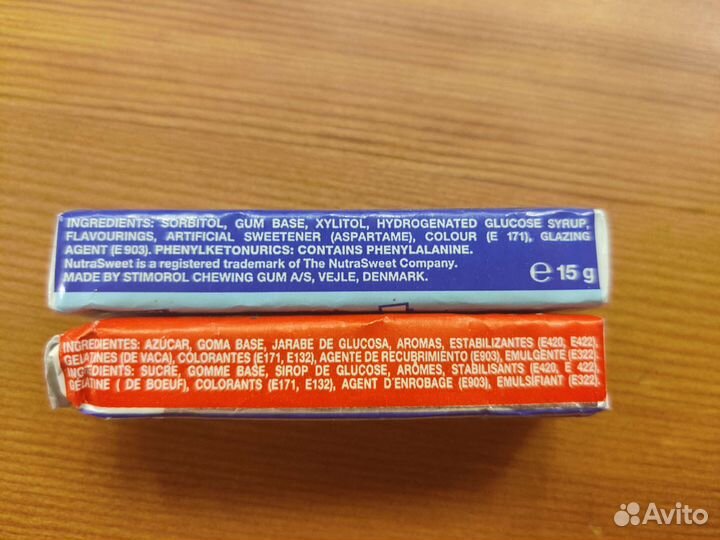 INGREDIENTS: SORBITOL, GUM BASE, XYLITOL, HYDROGENATED GLUCOSE SYRUP,
FLAVOURINGS, ARTIFICIAL SWEETENER (ASPARTAME), COLOUR (E 171), GLAZING
AGENT (E 903). PHENYLKETONURICS: CONTAINS PHENYLALANINE.
NutraSweet is a registered trademark of The NutraSweet Company.
MADE BY STIMOROL CHEWING GUM A/S, VEJLE, DENMARK.
e 15 g
INGREDIENTES: AZÚCAR, GOMA BASE, JARABE DE GLUCOSA, AROMAS, ESTABILIZANTES (E420, E422),
GELATINES (DE VACA), COLORANTES (E171, E132), AGENTE DE RECUBRIMIENTO (E903), EMULGENTE (E322).
INGREDIENTS: SUCRE, GOMME BASE, SIROP DE GLUCOSE, ARÔMES, STABILISANTS (E420, E 422),
GÉLATINE ( DE BOEUF), COLORANTS (E171, E132), AGENT D'ENROBAGE (E903), EMULSIFIANT (E322).
Avito